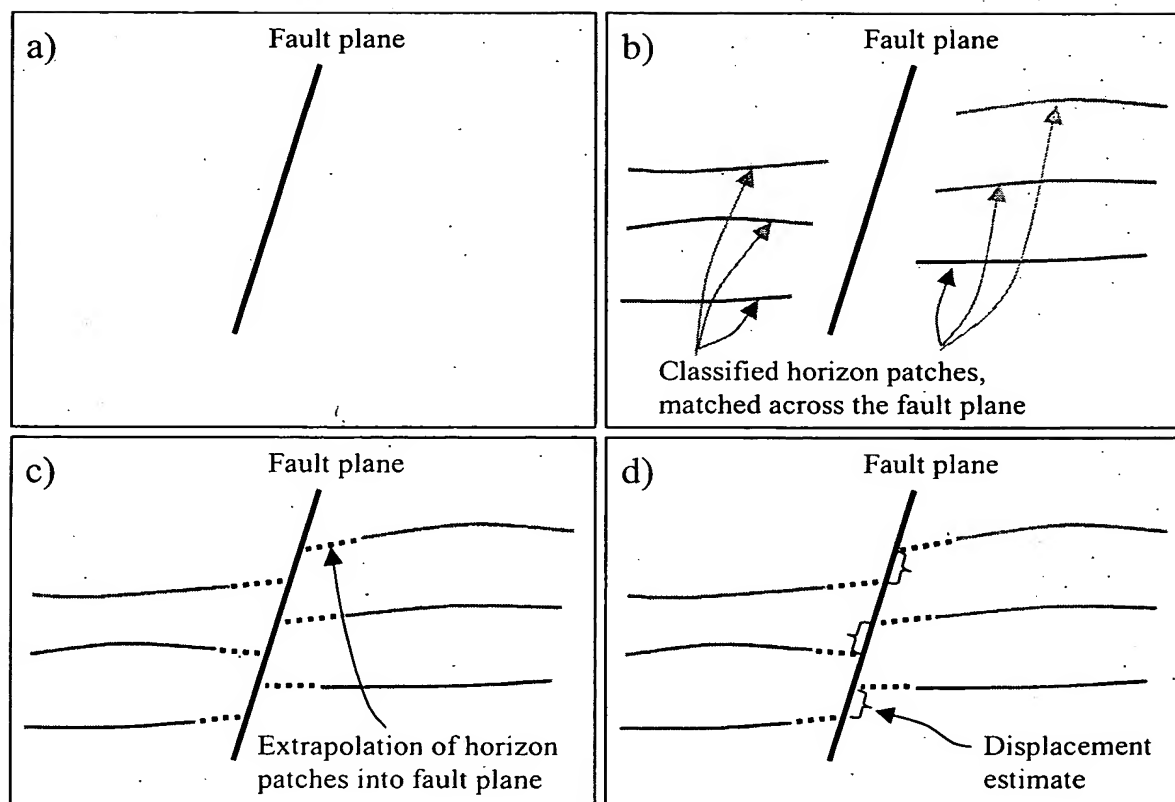 a)
Fault plane
b)
Fault plane
Classified horizon patches,
matched across the fault plane
c)
Fault plane
Extrapolation of horizon
patches into fault plane
d)
Fault plane
Displacement
estimate